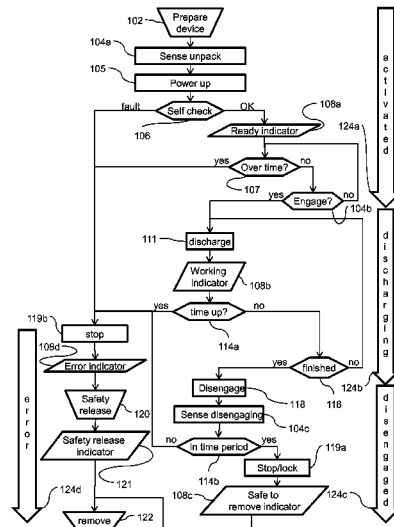 102
Prepare
device
104a
Sense unpack
105
Power up
fault
Self check
OK
108a
106
Ready indicator
124a
activated
yes
Over time?
no
107
Engage?
no
yes
104b
111
discharge
Working
Indicator
108b
discharging
yes
time up?
no
119b
114a
stop
yes
finished
no
108d
Error indicator
Disengage
118
116
124b
error
Safety
release
120
Sense disengaging
104c
Safety release
indicator
no
In time period
yes
119a
114b
Stop/lock
disengaged
121
108c
Safe to
remove indicator
124c
124d
remove
122